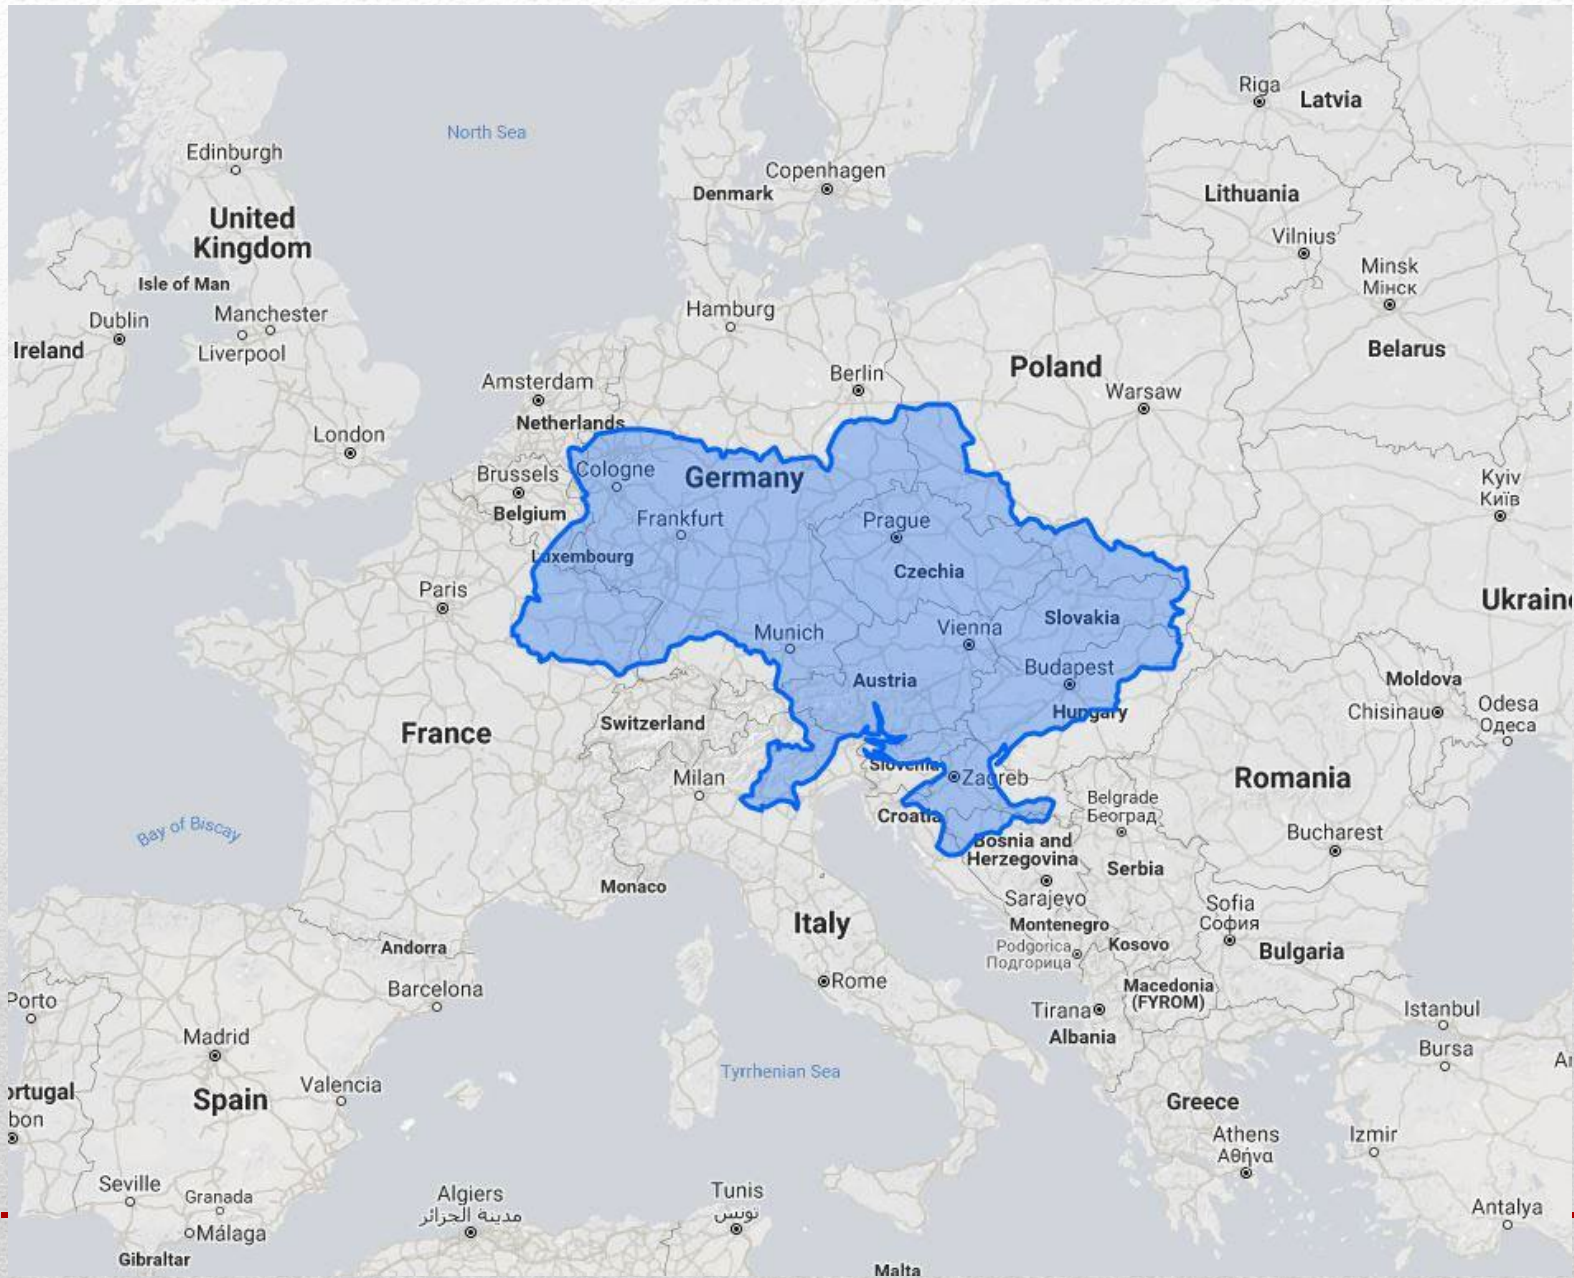 Riga
Latvia
North Sea
Edinburgh
Copenhagen
Denmark
Lithuania
United
Kingdom
Vilnius
Isle of Man
Minsk
Мінск
Dublin
Manchester
Hamburg
Ireland
Liverpool
Belarus
Poland
Berlin
Amsterdam
Warsaw
Netherlands
London
Brussels
Cologne
Germany
Kyiv
Київ
Belgium
Frankfurt
Prague
Luxembourg
Czechia
Paris
Ukraine
Slovakia
Munich
Vienna
Budapest
Austria
Moldova
Hungary
Chisinau
Odesa
Одеса
Switzerland
France
Slovenia
Milan
Zagreb
Romania
Belgrade
Београд
Croatia
Bay of Biscay
Bucharest
Bosnia and
Herzegovina
Serbia
Monaco
Sarajevo
Sofia
София
Italy
Montenegro
Andorra
Podgorica
Подгорица
Kosovo
Bulgaria
Rome
Barcelona
Macedonia
(FYROM)
Porto
Tirana
Istanbul
Madrid
Albania
Bursa
Ar
Tyrrhenian Sea
Valencia
ortugal
Spain
Greece
bon
Athens
Αθήνα
Izmir
Seville
Granada
Algiers
مدينة الجزائر
Tunis
تونس
Antalya
Málaga
Gibraltar
Malta